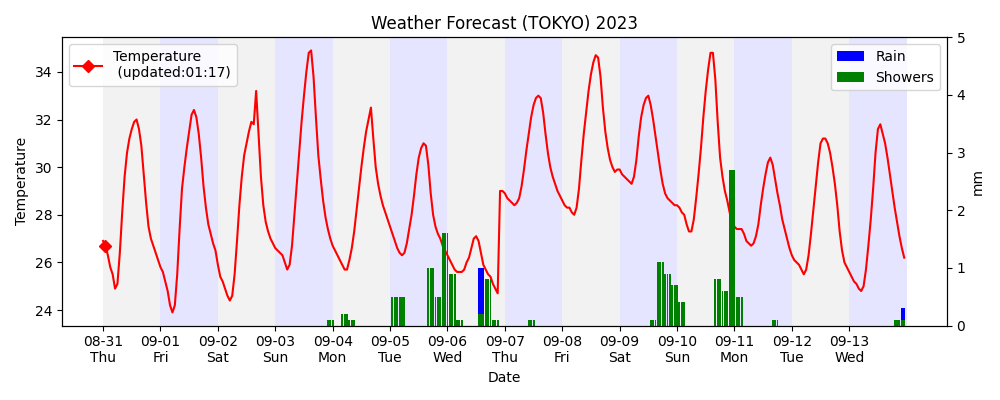 Weather Forecast (TOKYO) 2023
Temperature
(updated:01:17)
Rain
Showers
Temperature
34
32
30
28
26
24
5
4
3
2
1
0
mm
08-31 09-01 09-02 09-03 09-04 09-05 09-06 09-07 09-08 09-09 09-10 09-11 09-12 09-13
Thu Fri Sat Sun Mon Tue Wed Thu Fri Sat Sun Mon Tue Wed
Date